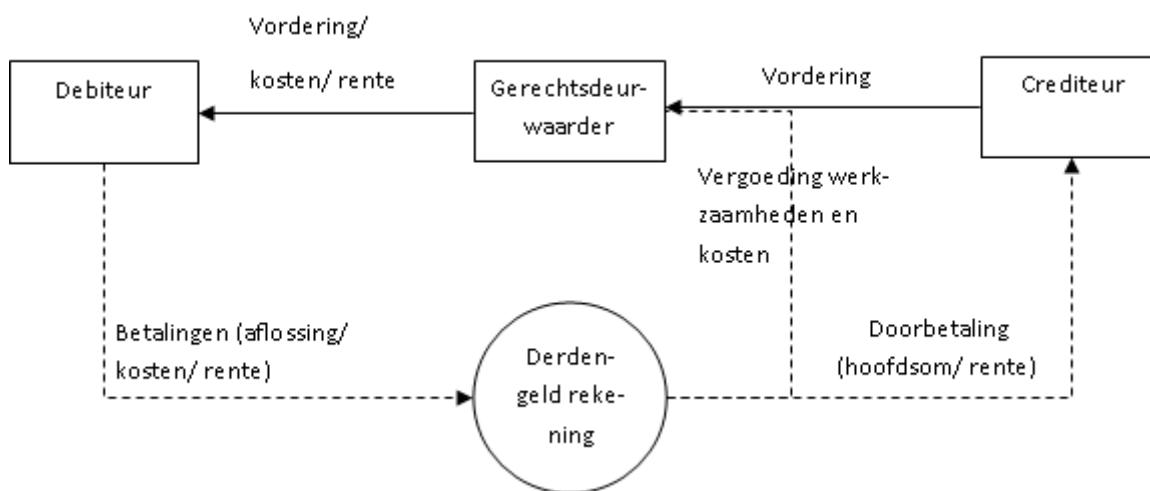 Vordering/
kosten/ rente
Debiteur
Gerechtsdeur-
waarder
Vordering
Crediteur
Vergoeding werk-
zaamheden en
kosten
Betalingen (aflossing/
kosten/ rente)
Derden-
geld reke-
ning
Doorbetaling
(hoofdsom/ rente)